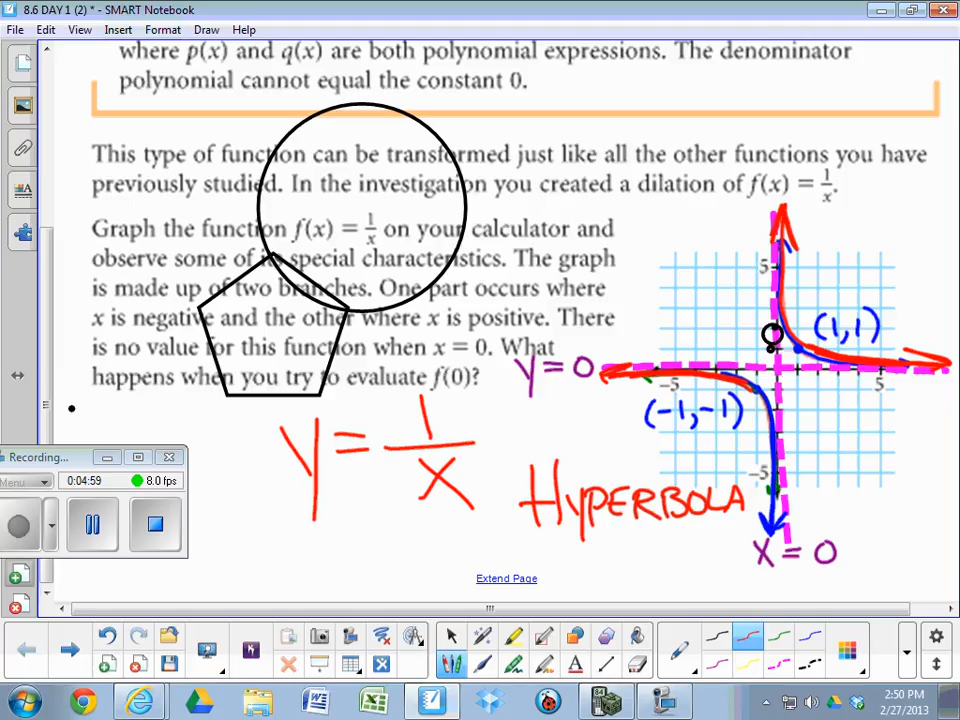 8.6 DAY 1 (2) * - SMART Notebook
File Edit View Insert Format Tools Draw Help
where p(x) and q(x) are both polynomial expressions. The denominator
polynomial cannot equal the constant 0.
This type of function can be transformed just like all the other functions you have
previously studied. In the investigation you created a dilation of f(x) = 1/x.
Graph the function f(x) = 1/x on your calculator and
observe some of its special characteristics. The graph
is made up of two branches. One part occurs where
x is negative and the other where x is positive. There
is no value for this function when x = 0. What
happens when you try to evaluate f(0)?
5
(1,1)
y = 0
-5
5
(-1,-1)
-5
x = 0
y = 1/x
HYPERBOLA
Recording...
Menu
0:04:59
8.0 fps
Extend Page
2:50 PM
2/27/2013